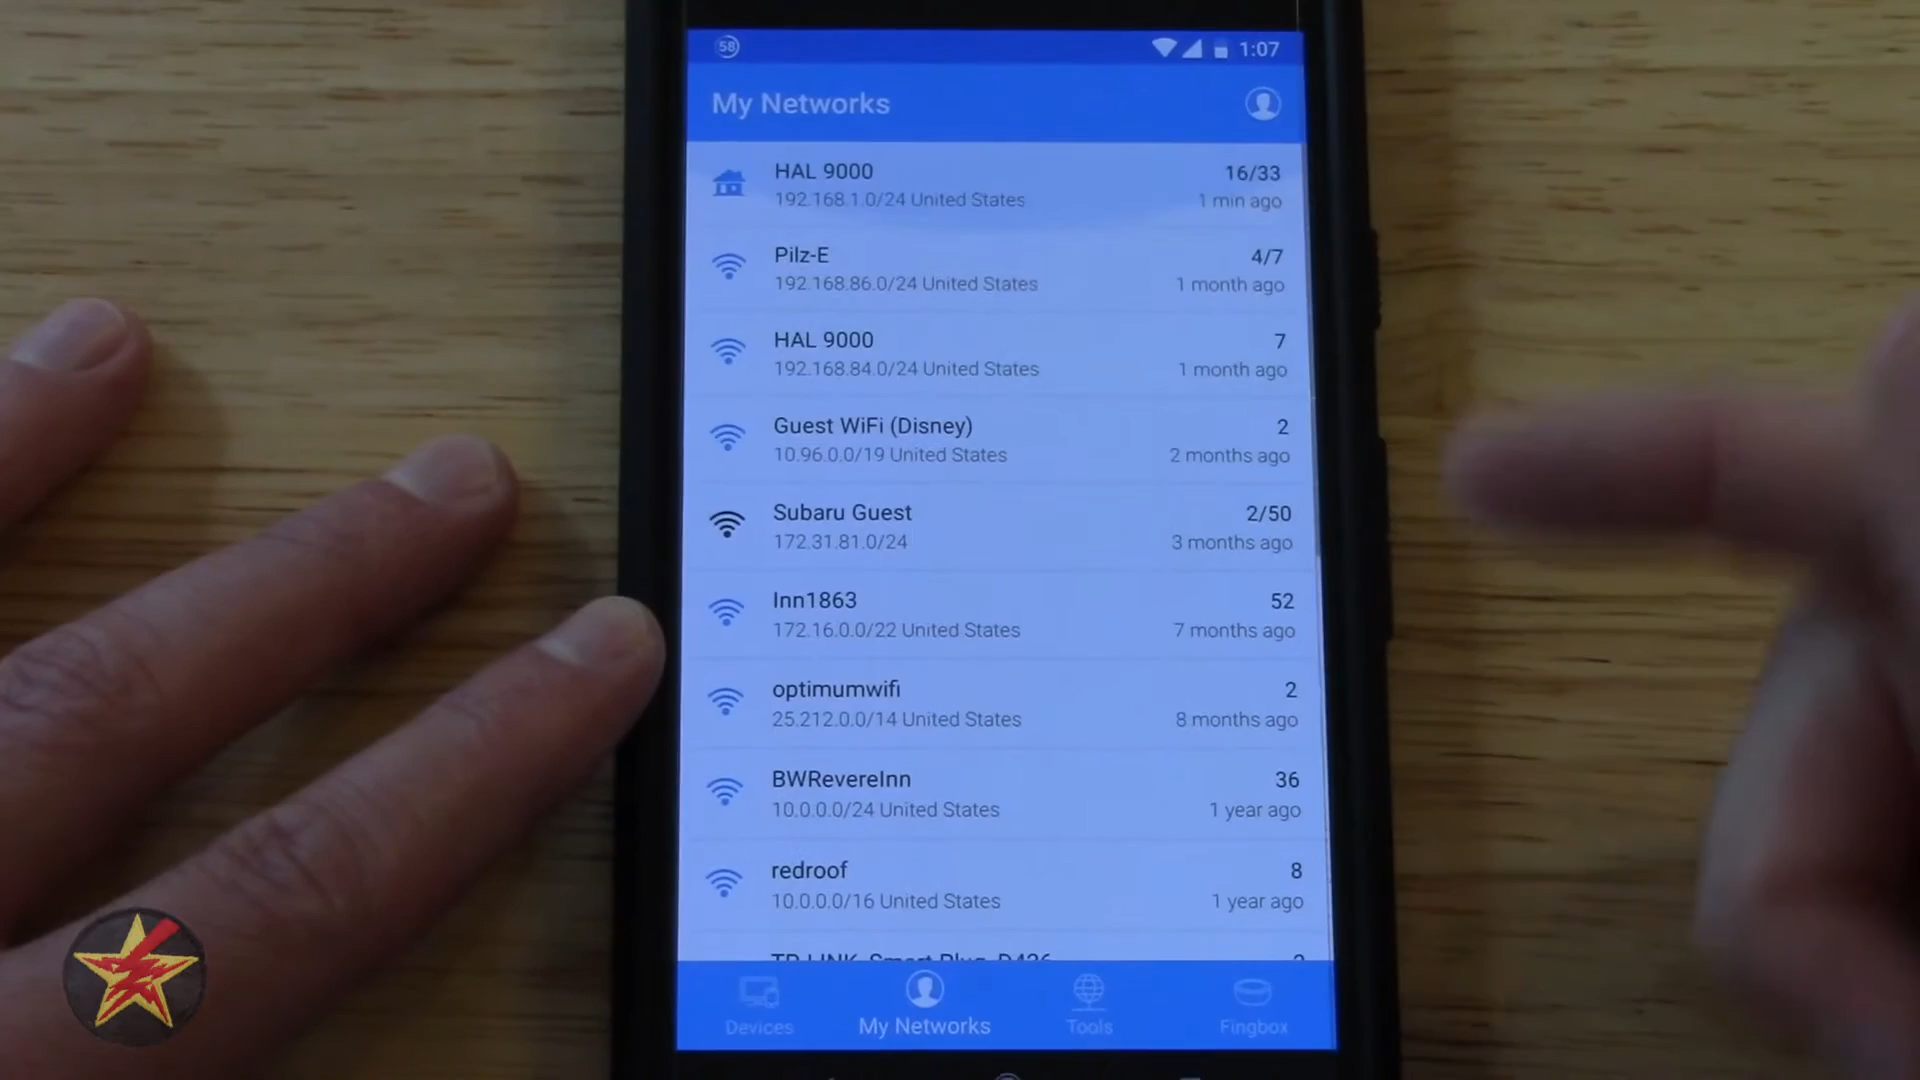 58 1:07
My Networks
HAL 9000 16/33
192.168.1.0/24 United States 1 min ago
Pilz-E 4/7
192.168.86.0/24 United States 1 month ago
HAL 9000 7
192.168.84.0/24 United States 1 month ago
Guest WiFi (Disney) 2
10.96.0.0/19 United States 2 months ago
Subaru Guest 2/50
172.31.81.0/24 3 months ago
Inn1863 52
172.16.0.0/22 United States 7 months ago
optimumwifi 2
25.212.0.0/14 United States 8 months ago
BWRevereInn 36
10.0.0.0/24 United States 1 year ago
redroof 8
10.0.0.0/16 United States 1 year ago
TP-LINK_Smart Plug_D426
Devices My Networks Tools Fingbox